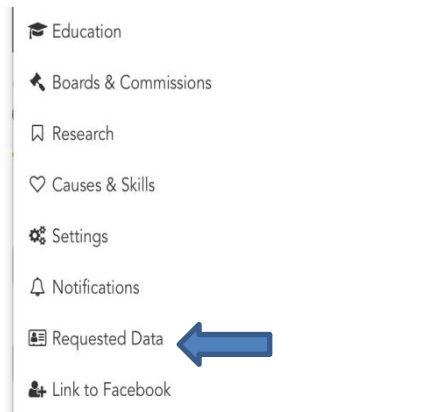 Education
Boards & Commissions
Research
Causes & Skills
Settings
Notifications
Requested Data
Link to Facebook